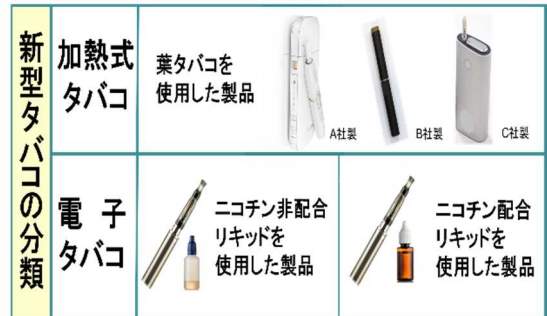 新型タバコの分類
加熱式
タバコ
葉タバコを
使用した製品
A社製
B社製
C社製
電子
タバコ
ニコチン非配合
リキッドを
使用した製品
ニコチン配合
リキッドを
使用した製品